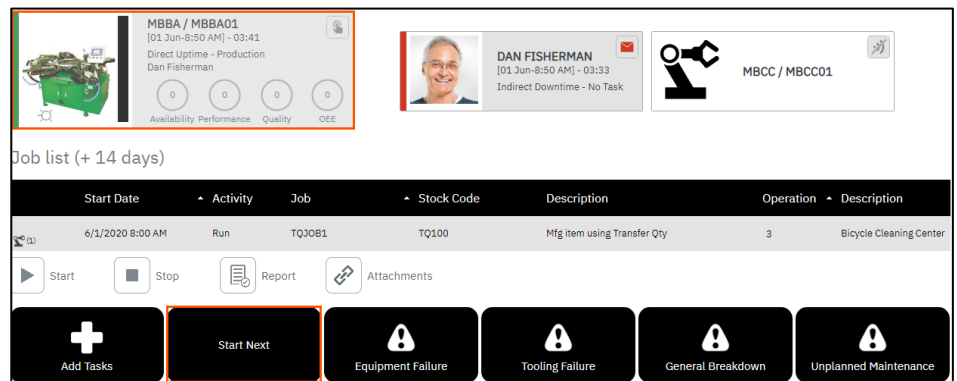 MBBA / MBBA01
[01 Jun-8:50 AM] - 03:41
Direct Uptime - Production
Dan Fisherman
0 0 0 0
Availability Performance Quality OEE
DAN FISHERMAN
[01 Jun-8:50 AM] - 03:33
Indirect Downtime - No Task
MBCC / MBCC01
Job list (+ 14 days)
Start Date Activity Job Stock Code Description Operation Description
(1) 6/1/2020 8:00 AM Run TQJOB1 TQ100 Mfg item using Transfer Qty 3 Bicycle Cleaning Center
Start Stop Report Attachments
Add Tasks Start Next Equipment Failure Tooling Failure General Breakdown Unplanned Maintenance